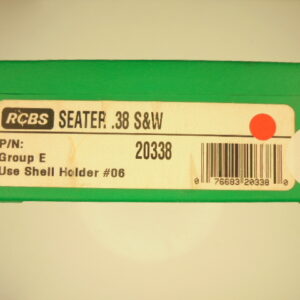 RCBS SEATER .38 S&W
P/N: 20338
Group E
Use Shell Holder #06
0 76683 20338 0